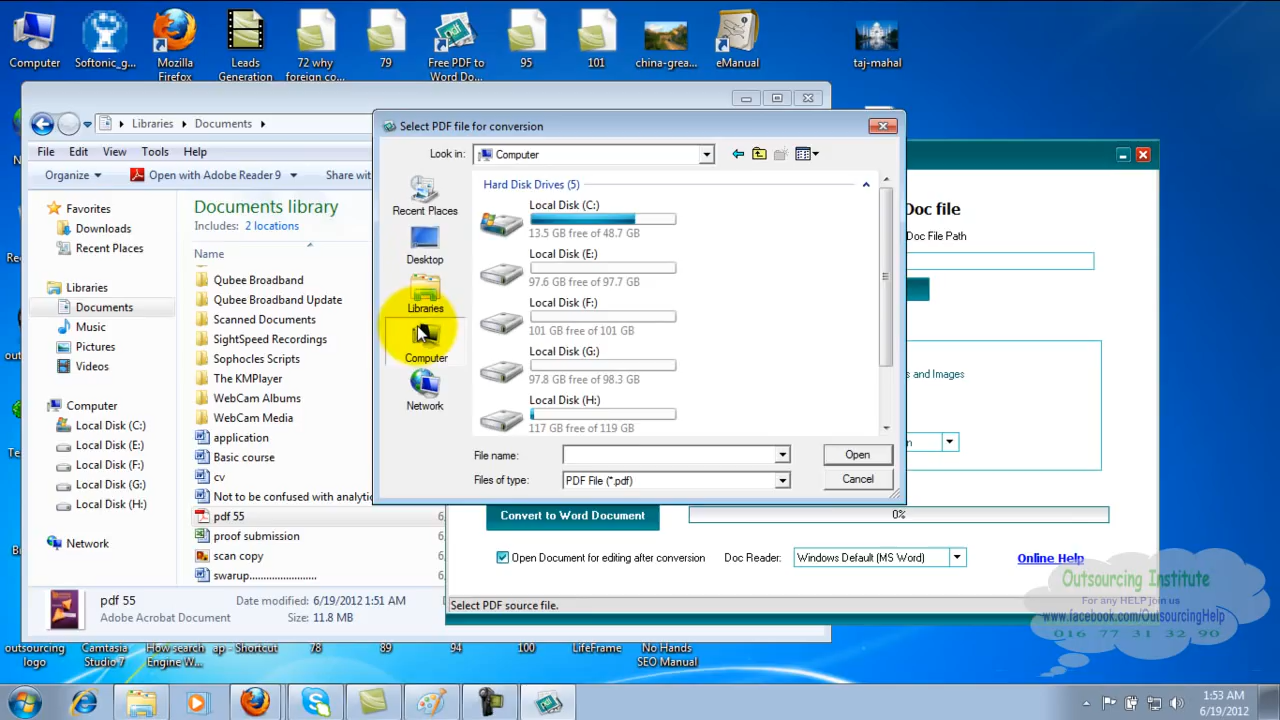 Computer
Softonic_g...
Mozilla
Firefox
Leads
Generation
72 why
foreign co...
79
Free PDF to
Word Do...
95
101
china-grea...
eManual
taj-mahal
Libraries
Documents
File
Edit
View
Tools
Help
Organize
Open with Adobe Reader 9
Share with
Favorites
Downloads
Recent Places
Libraries
Documents
Music
Pictures
Videos
Computer
Local Disk (C:)
Local Disk (E:)
Local Disk (F:)
Local Disk (G:)
Local Disk (H:)
Network
Documents library
Includes: 2 locations
Name
Qubee Broadband
Qubee Broadband Update
Scanned Documents
SightSpeed Recordings
Sophocles Scripts
The KMPlayer
WebCam Albums
WebCam Media
application
Basic course
cv
Not to be confused with analytic
pdf 55
proof submission
scan copy
swarup.......................
pdf 55
Adobe Acrobat Document
Date modified: 6/19/2012 1:51 AM
Size: 11.8 MB
Select PDF file for conversion
Look in:
Computer
Recent Places
Desktop
Libraries
Computer
Network
Hard Disk Drives (5)
Local Disk (C:)
13.5 GB free of 48.7 GB
Local Disk (E:)
97.6 GB free of 97.7 GB
Local Disk (F:)
101 GB free of 101 GB
Local Disk (G:)
97.8 GB free of 98.3 GB
Local Disk (H:)
117 GB free of 119 GB
File name:
Open
Files of type:
PDF File (*.pdf)
Cancel
Doc file
Doc File Path
s and Images
Convert to Word Document
0%
Open Document for editing after conversion
Doc Reader:
Windows Default (MS Word)
Online Help
Select PDF source file.
Outsourcing Institute
For any HELP join us
www.facebook.com/OutsourcingHelp
016 77 31 32 90
outsourcing
logo
Camtasia
Studio 7
How search
Engine W...
ap - Shortcut
78
89
94
100
LifeFrame
No Hands
SEO Manual
1:53 AM
6/19/2012